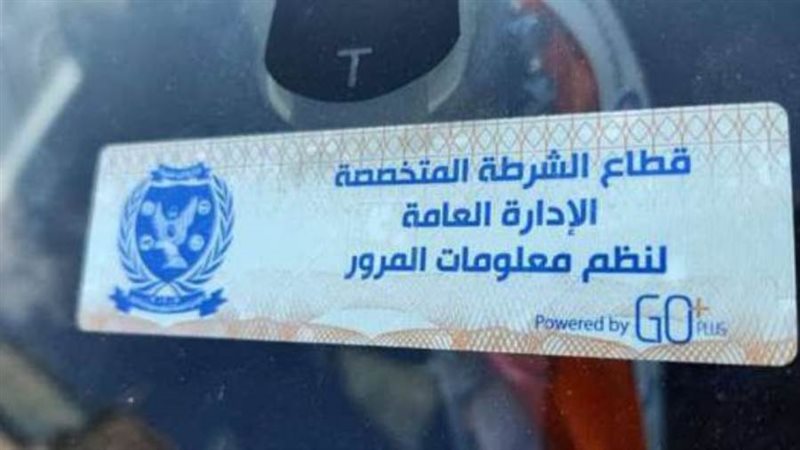 T
قطاع الشرطة المتخصصة
الإدارة العامة
لنظم معلومات المرور
Powered by GO+ PLUS